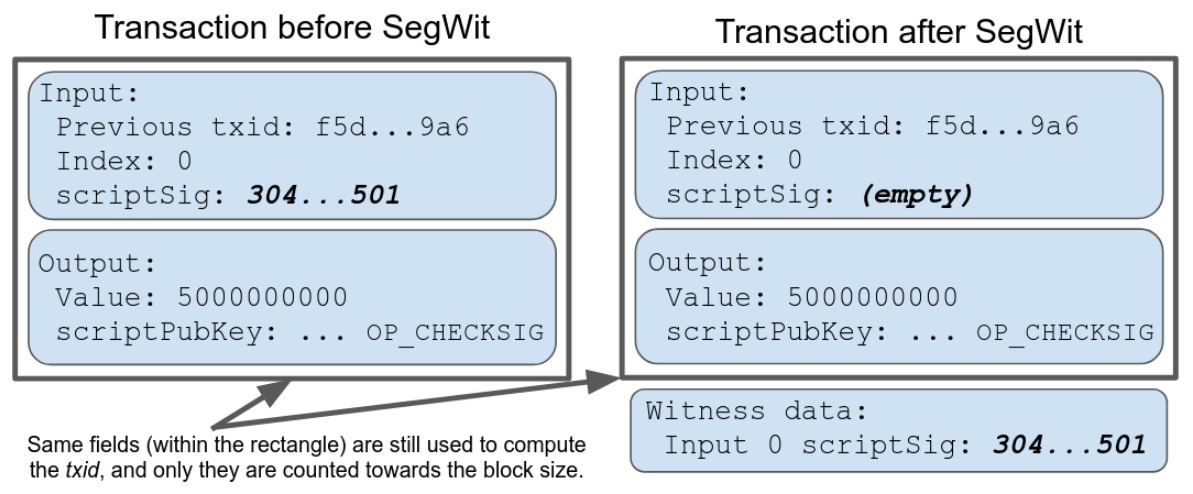 Transaction before SegWit
Input:
Previous txid: f5d...9a6
Index: 0
scriptSig: 304...501
Output:
Value: 5000000000
scriptPubKey: ... OP_CHECKSIG
Same fields (within the rectangle) are still used to compute
the txid, and only they are counted towards the block size.
Transaction after SegWit
Input:
Previous txid: f5d...9a6
Index: 0
scriptSig: (empty)
Output:
Value: 5000000000
scriptPubKey: ... OP_CHECKSIG
Witness data:
Input 0 scriptSig: 304...501